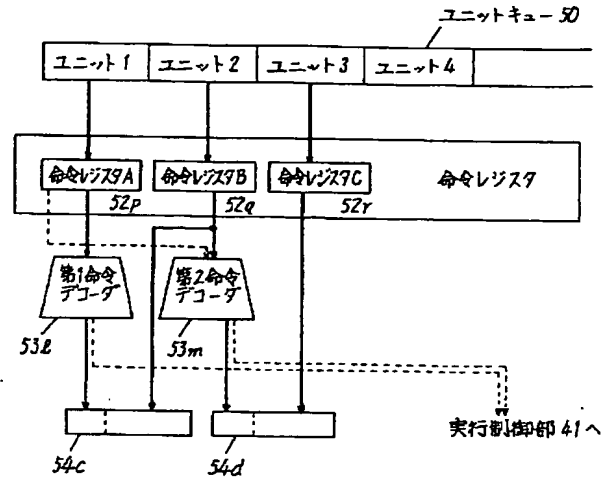 ユニットキュー 50
ユニット1 ユニット2 ユニット3 ユニット4
命令レジスタA 命令レジスタB 命令レジスタC 命令レジスタ
52p 52q 52r
第1命令
デコーダ
第2命令
デコーダ
53l 53m
実行制御部 41へ
54c 54d